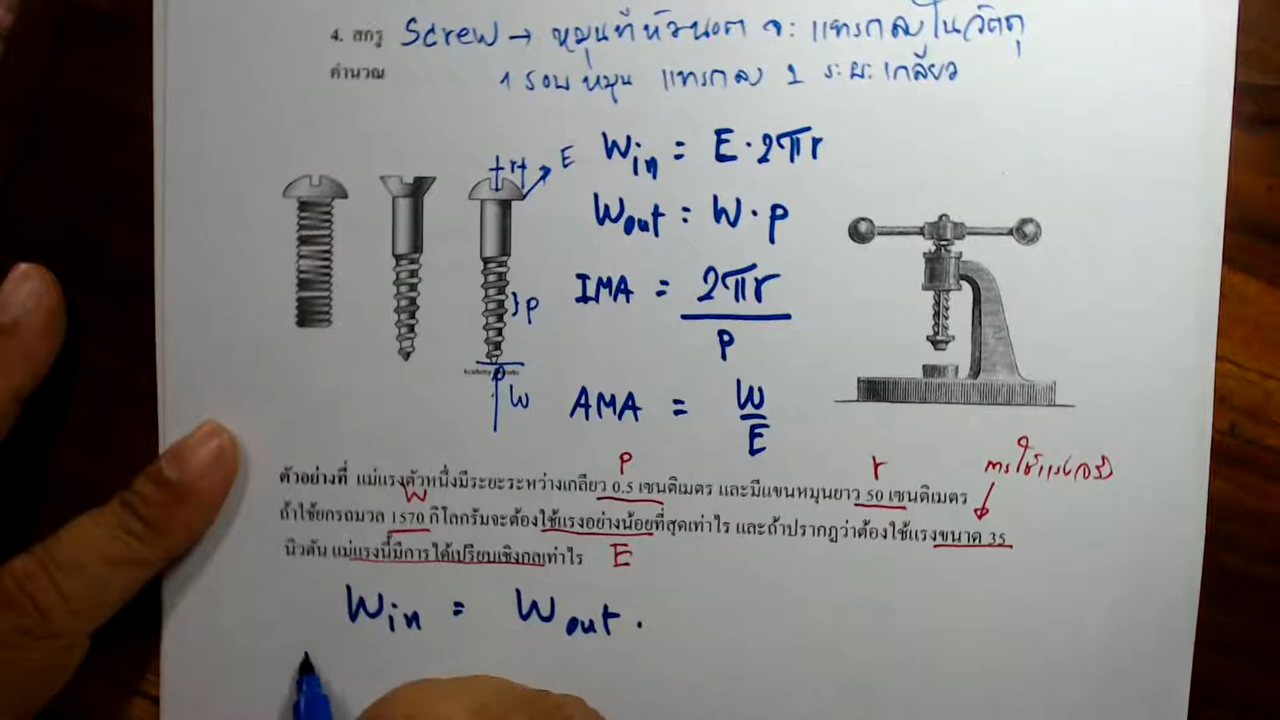 4. สกรู Screw → หมุนที่หัวนอต จะ แทรกลงในวัตถุ
คำนวณ 1 รอบหมุน แทรกลง 1 ระยะเกลียว
r E Win = E · 2πr
Wout = W · p
IMA = 2πr / P
p
W AMA = W / E
P r การใช้แรงจริง
ตัวอย่างที่ แม่แรงตัวหนึ่งมีระยะระหว่างเกลียว 0.5 เซนติเมตร และมีแขนหมุนยาว 50 เซนติเมตร
W
ถ้าใช้ยกรถมวล 1570 กิโลกรัมจะต้องใช้แรงอย่างน้อยที่สุดเท่าไร และถ้าปรากฏว่าต้องใช้แรงขนาด 35
นิวตัน แม่แรงนี้มีการได้เปรียบเชิงกลเท่าไร E
Win = Wout .